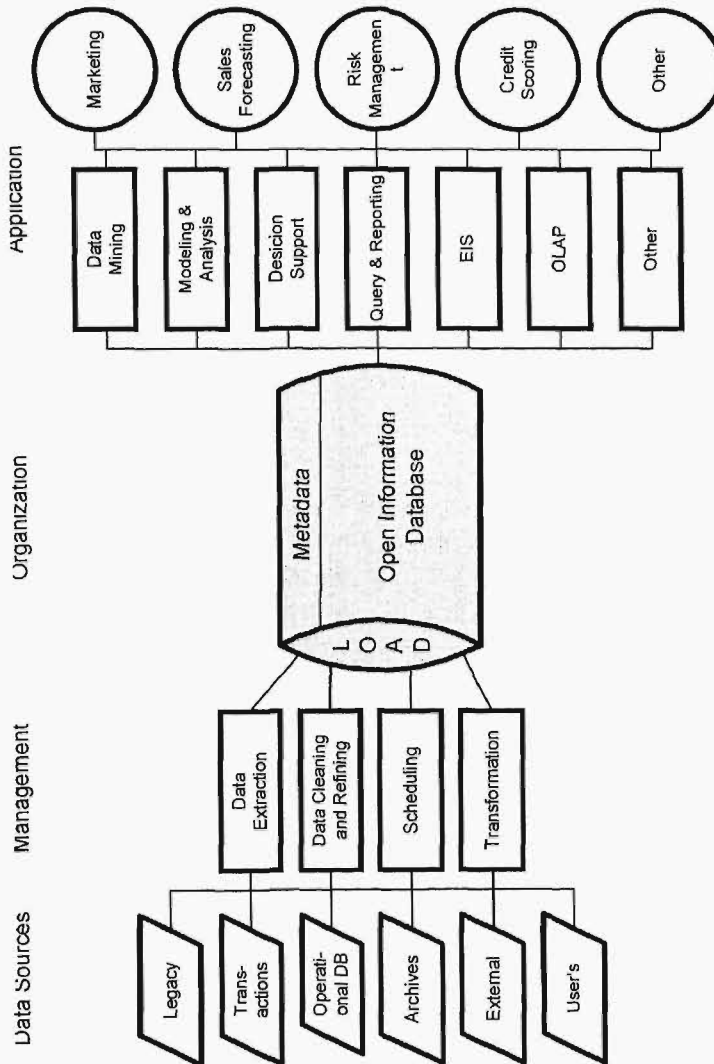 Data Sources
Management
Organization
Application
Legacy
Trans-
actions
Operati-
onal DB
Archives
External
User's
Data
Extraction
Data Cleaning
and Refining
Scheduling
Transformation
L
O
A
D
Metadata
Open Information
Database
Data
Mining
Modeling &
Analysis
Desicion
Support
Query & Reporting
EIS
OLAP
Other
Marketing
Sales
Forecasting
Risk
Managemen
t
Credit
Scoring
Other